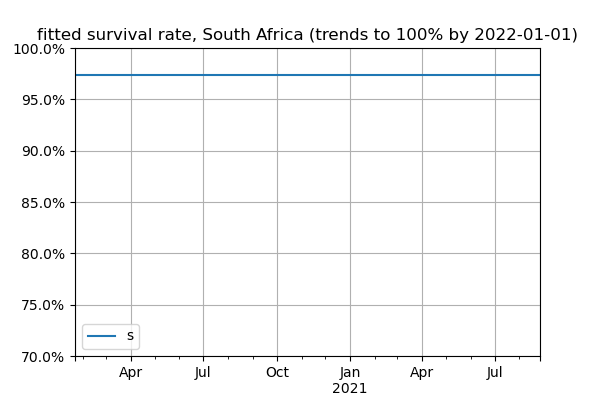 fitted survival rate, South Africa (trends to 100% by 2022-01-01)
100.0%
95.0%
90.0%
85.0%
80.0%
75.0%
70.0%
s
Apr Jul Oct Jan Apr Jul
2021